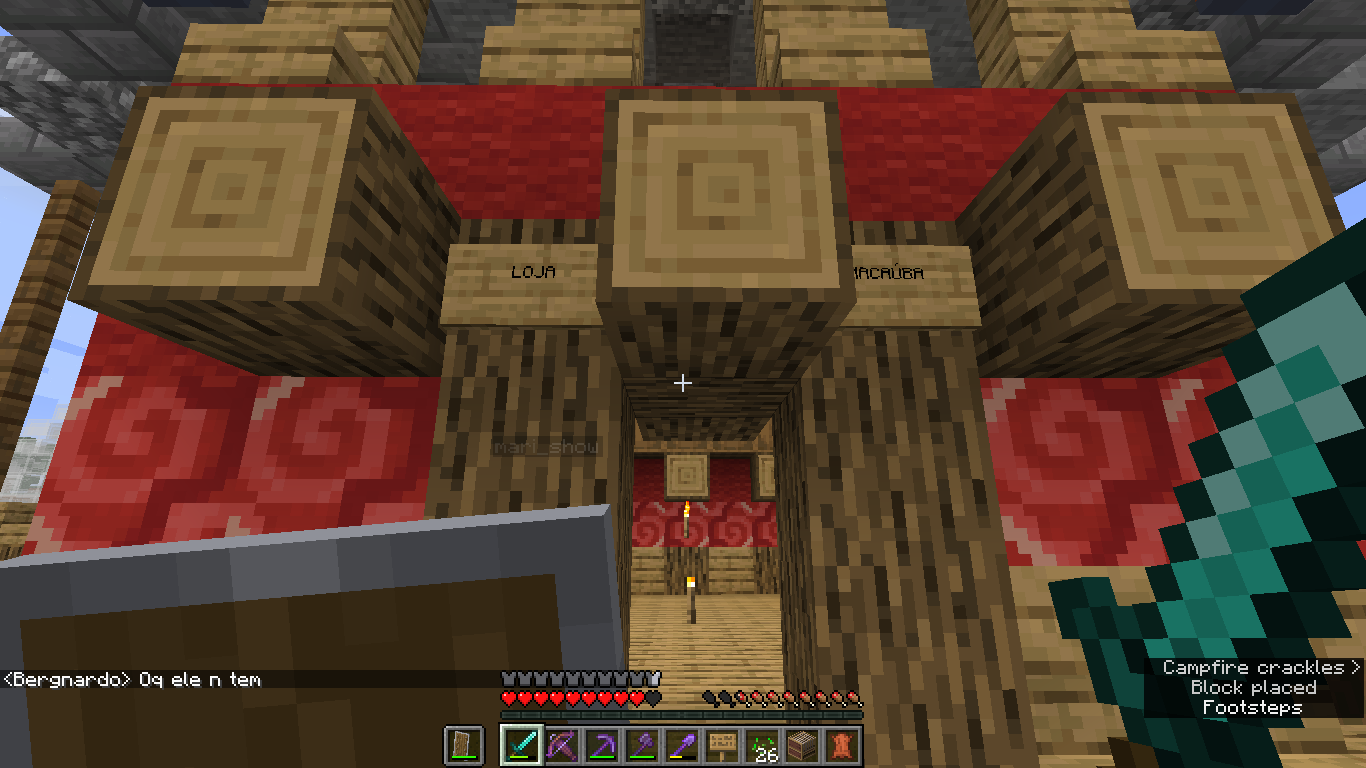 LOJA
MACAÚBA
mari_show
<Bergnardo> Oq ele n tem
Campfire crackles >
Block placed
Footsteps
26